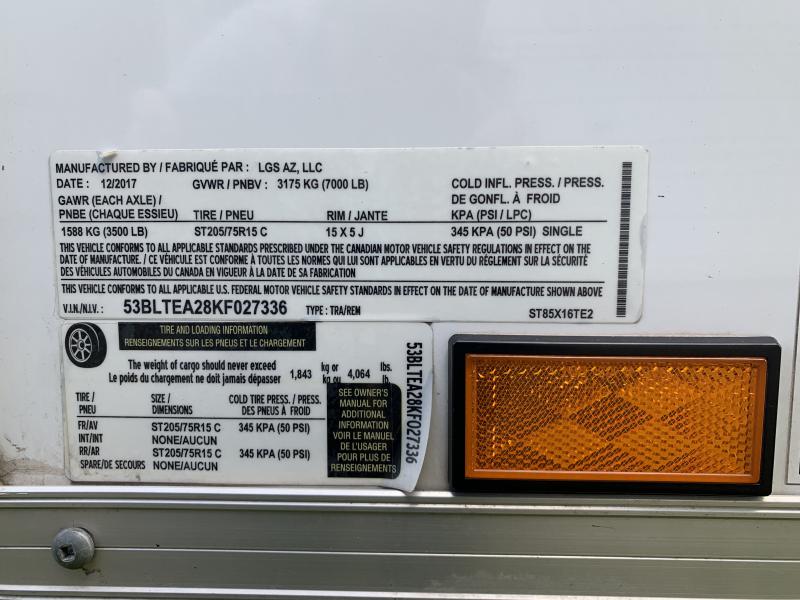 MANUFACTURED BY / FABRIQUÉ PAR : LGS AZ, LLC
DATE : 12/2017 GVWR / PNBV : 3175 KG (7000 LB) COLD INFL. PRESS. / PRESS.
GAWR (EACH AXLE) / DE GONFL. À FROID
PNBE (CHAQUE ESSIEU) TIRE / PNEU RIM / JANTE KPA (PSI / LPC)
1588 KG (3500 LB) ST205/75R15 C 15 X 5 J 345 KPA (50 PSI) SINGLE
THIS VEHICLE CONFORMS TO ALL APPLICABLE STANDARDS PRESCRIBED UNDER THE CANADIAN MOTOR VEHICLE SAFETY REGULATIONS IN EFFECT ON THE
DATE OF MANUFACTURE. / CE VÉHICULE EST CONFORME À TOUTES LES NORMES QUI LUI SONT APPLICABLES EN VERTU DU RÈGLEMENT SUR LA SÉCURITÉ
DES VÉHICULES AUTOMOBILES DU CANADA EN VIGUEUR À LA DATE DE SA FABRICATION
THIS VEHICLE CONFORMS TO ALL APPLICABLE U.S. FEDERAL MOTOR VEHICLE SAFETY STANDARDS IN EFFECT ON THE DATE OF MANUFACTURE SHOWN ABOVE
V.I.N./N.I.V.: 53BLTEA28KF027336 TYPE: TRA/REM ST85X16TE2
TIRE AND LOADING INFORMATION
RENSEIGNEMENTS SUR LES PNEUS ET LE CHARGEMENT
The weight of cargo should never exceed
Le poids du chargement ne doit jamais dépasser
1,843 kg or 4,064 lbs.
kg ou lb.
TIRE / SIZE / COLD TIRE PRESS. / PRESS.
PNEU DIMENSIONS DES PNEUS À FROID
FR/AV ST205/75R15 C 345 KPA (50 PSI)
INT/INT NONE/AUCUN
RR/AR ST205/75R15 C 345 KPA (50 PSI)
SPARE/DE SECOURS NONE/AUCUN
SEE OWNER'S
MANUAL FOR
ADDITIONAL
INFORMATION
VOIR LE MANUEL
DE L'USAGER
POUR PLUS DE
RENSEIGNEMENTS
53BLTEA28KF027336